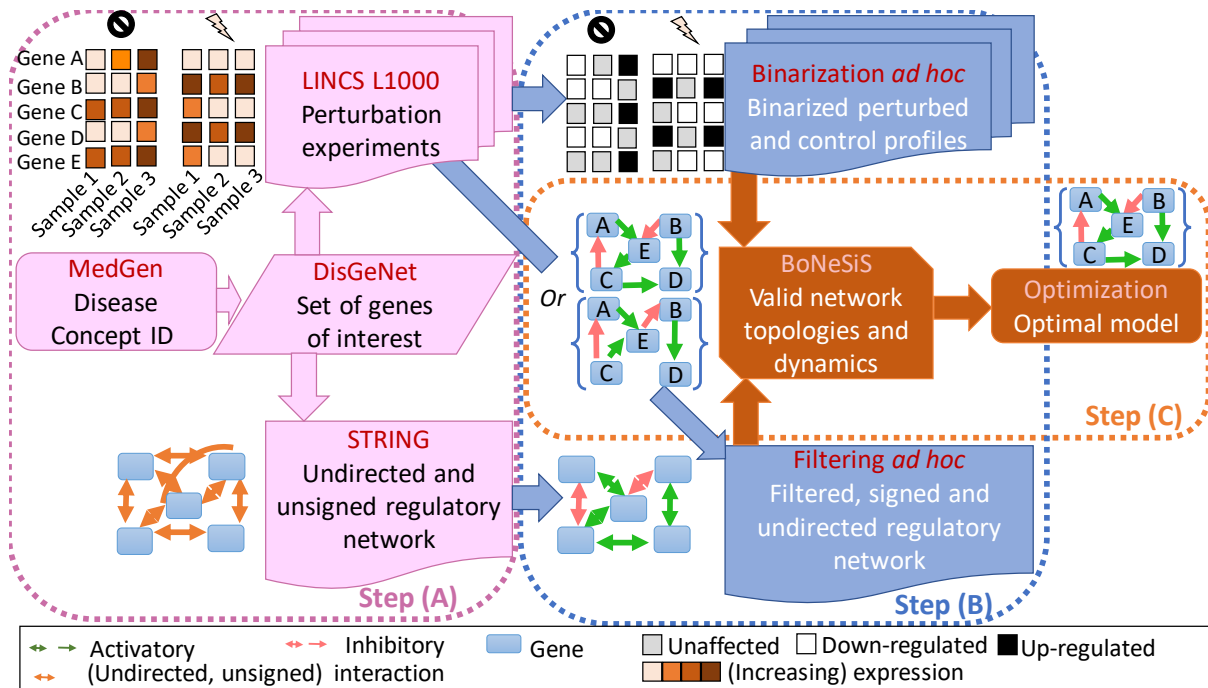 Gene A
Gene B
Gene C
Gene D
Gene E
Sample 1
Sample 2
Sample 3
Sample 1
Sample 2
Sample 3
LINCS L1000
Perturbation
experiments
Binarization ad hoc
Binarized perturbed
and control profiles
MedGen
Disease
Concept ID
DisGeNet
Set of genes
of interest
Or
A
B
E
C
D
A
B
E
C
D
BoNeSiS
Valid network
topologies and
dynamics
A
B
E
C
D
Optimization
Optimal model
Step (C)
STRING
Undirected and
unsigned regulatory
network
Step (A)
Filtering ad hoc
Filtered, signed and
undirected regulatory
network
Step (B)
Activatory
Inhibitory
Gene
(Undirected, unsigned) interaction
Unaffected
Down-regulated
Up-regulated
(Increasing) expression